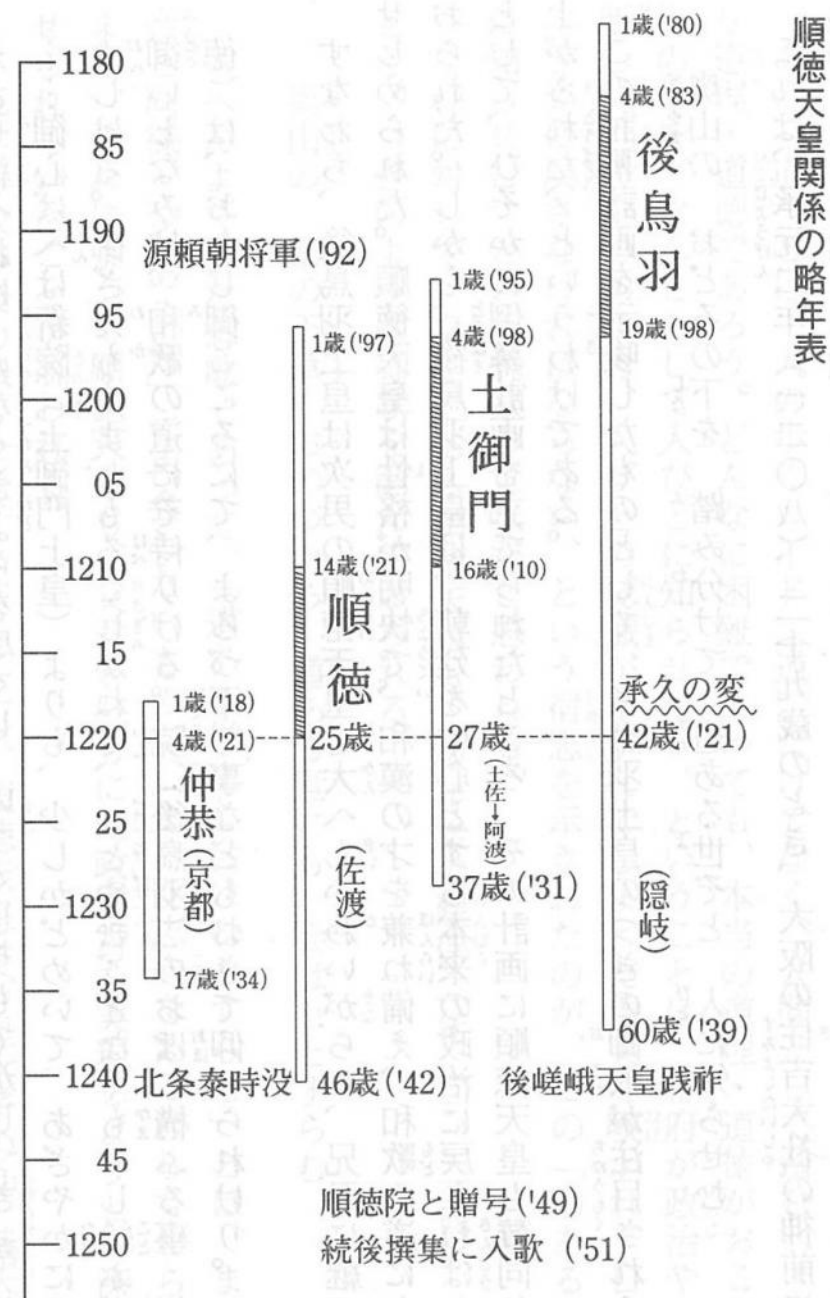 順徳天皇関係の略年表
1歳('80)
4歳('83)
後鳥羽
19歳('98)
承久の変
42歳('21)
(隠岐)
60歳('39)
後嵯峨天皇践祚
1歳('95)
4歳('98)
土御門
16歳('10)
27歳
(土佐→阿波)
37歳('31)
源頼朝将軍('92)
1歳('97)
14歳('21)
順徳
25歳
(佐渡)
46歳('42)
北条泰時没
順徳院と贈号('49)
続後撰集に入歌 ('51)
1歳('18)
4歳('21)
仲恭(京都)
17歳('34)
1180
85
1190
95
1200
05
1210
15
1220
25
1230
35
1240
45
1250